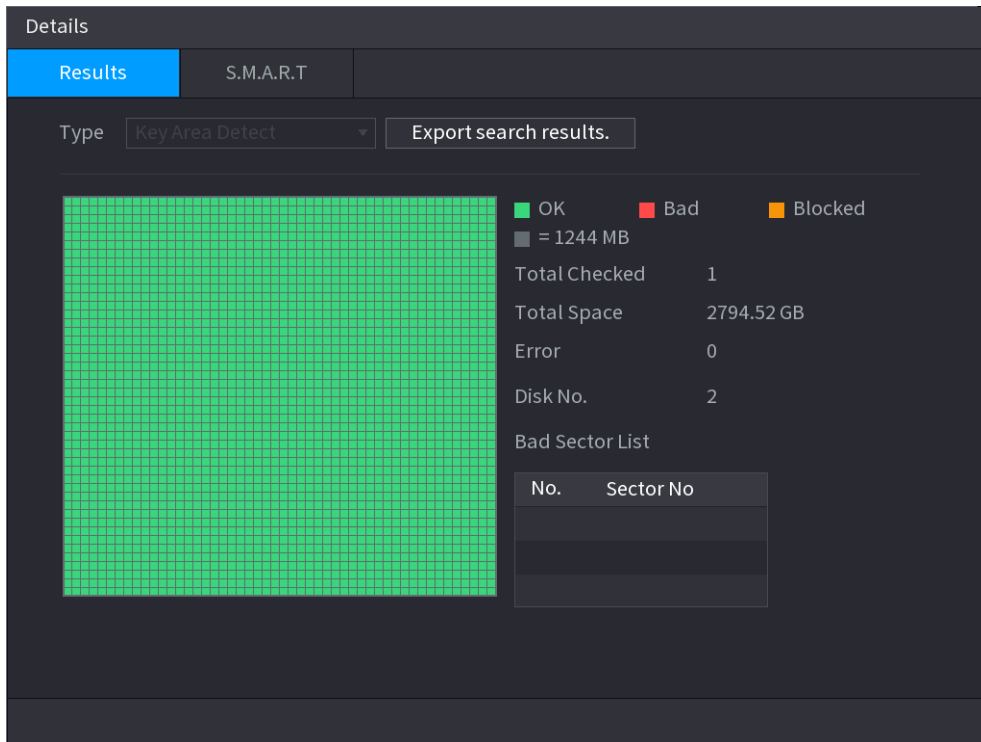 Details
Results S.M.A.R.T
Type Key Area Detect Export search results.
OK Bad Blocked
= 1244 MB
Total Checked 1
Total Space 2794.52 GB
Error 0
Disk No. 2
Bad Sector List
No. Sector No